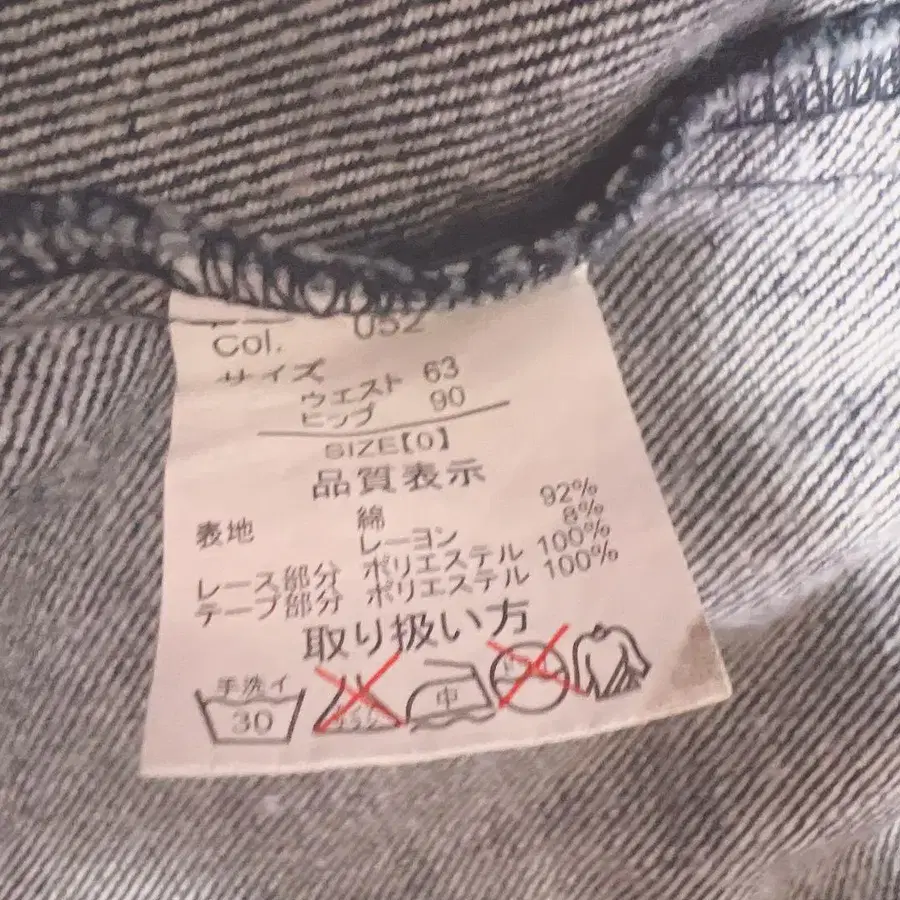 Col. 052
サイズ
ウエスト 63
ヒップ 90
SIZE【0】
品質表示
表地 綿 92%
レーヨン 8%
レース部分 ポリエステル 100%
テープ部分 ポリエステル 100%
取り扱い方
手洗イ
30
中